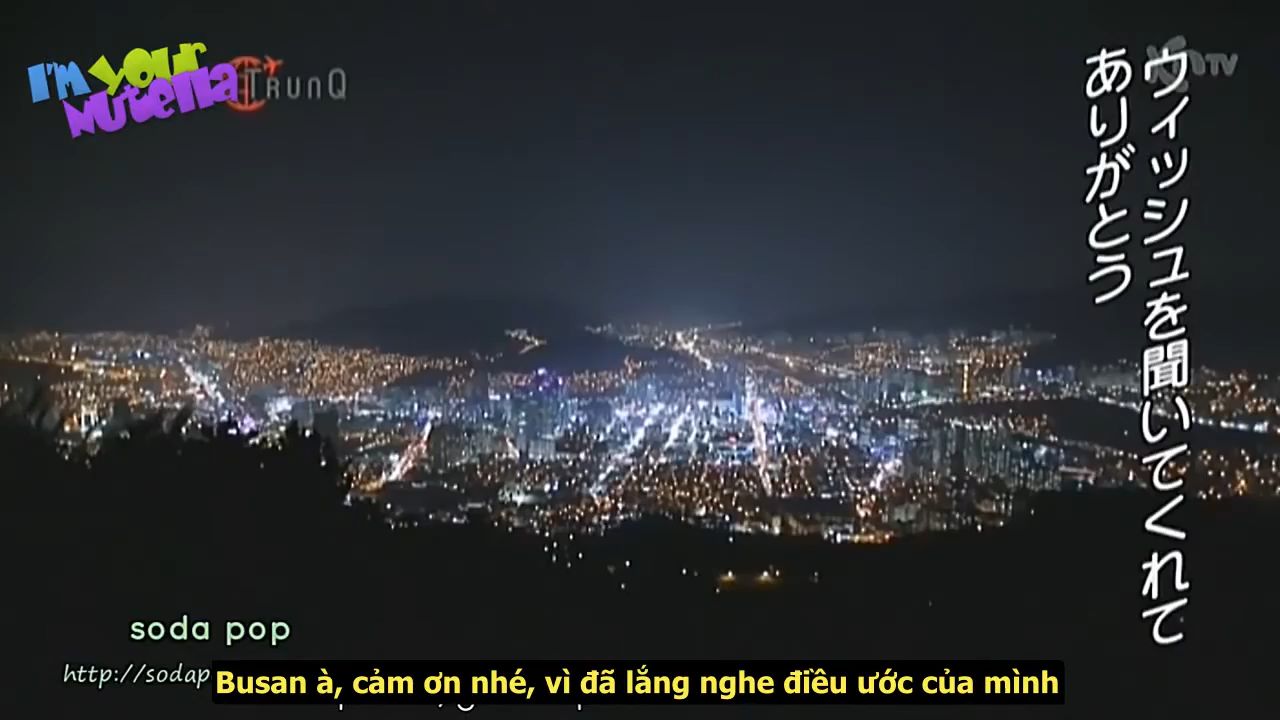 I'm your
Nutella
TRUNQ
TV
ウィッシュを聞いてくれて
ありがとう
soda pop
http://sodap
Busan à, cảm ơn nhé, vì đã lắng nghe điều ước của mình